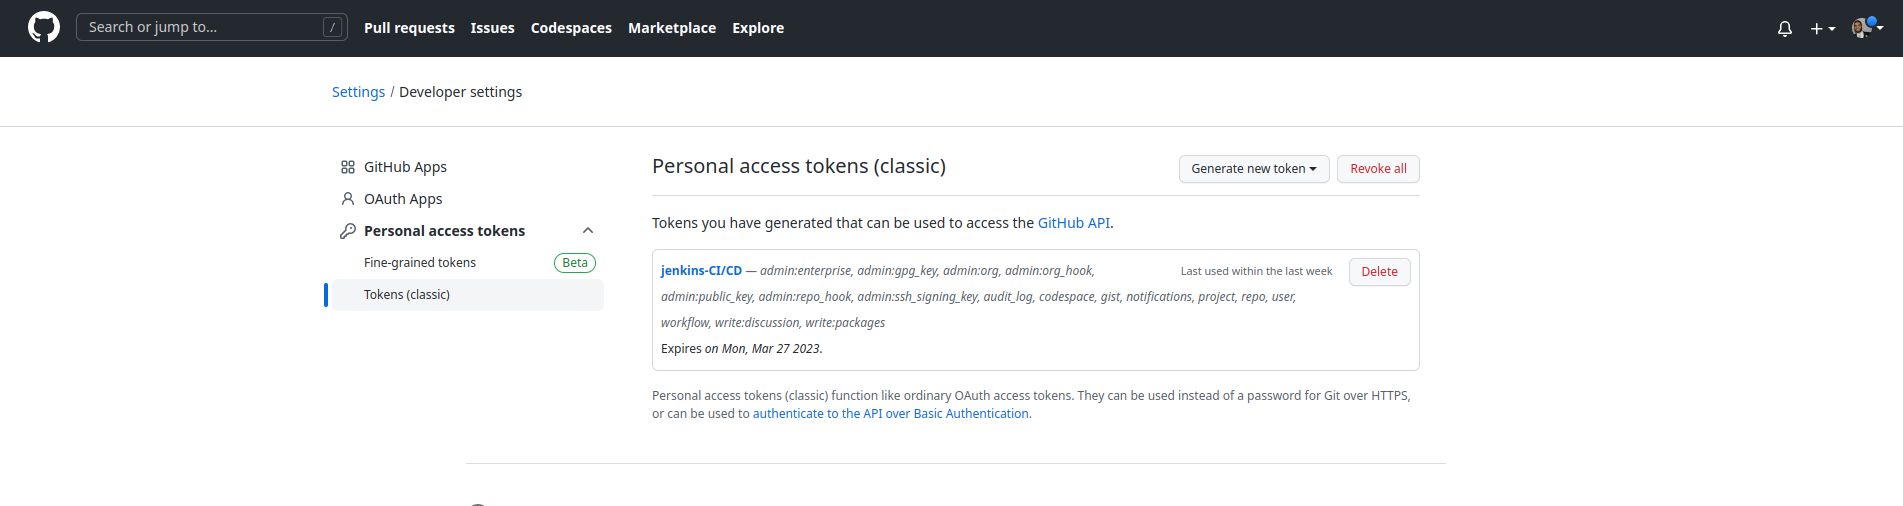 Search or jump to... / Pull requests Issues Codespaces Marketplace Explore
Settings / Developer settings
GitHub Apps
OAuth Apps
Personal access tokens
Fine-grained tokens Beta
Tokens (classic)
Personal access tokens (classic) Generate new token Revoke all
Tokens you have generated that can be used to access the GitHub API.
jenkins-CI/CD — admin:enterprise, admin:gpg_key, admin:org, admin:org_hook, Last used within the last week Delete
admin:public_key, admin:repo_hook, admin:ssh_signing_key, audit_log, codespace, gist, notifications, project, repo, user,
workflow, write:discussion, write:packages
Expires on Mon, Mar 27 2023.
Personal access tokens (classic) function like ordinary OAuth access tokens. They can be used instead of a password for Git over HTTPS,
or can be used to authenticate to the API over Basic Authentication.